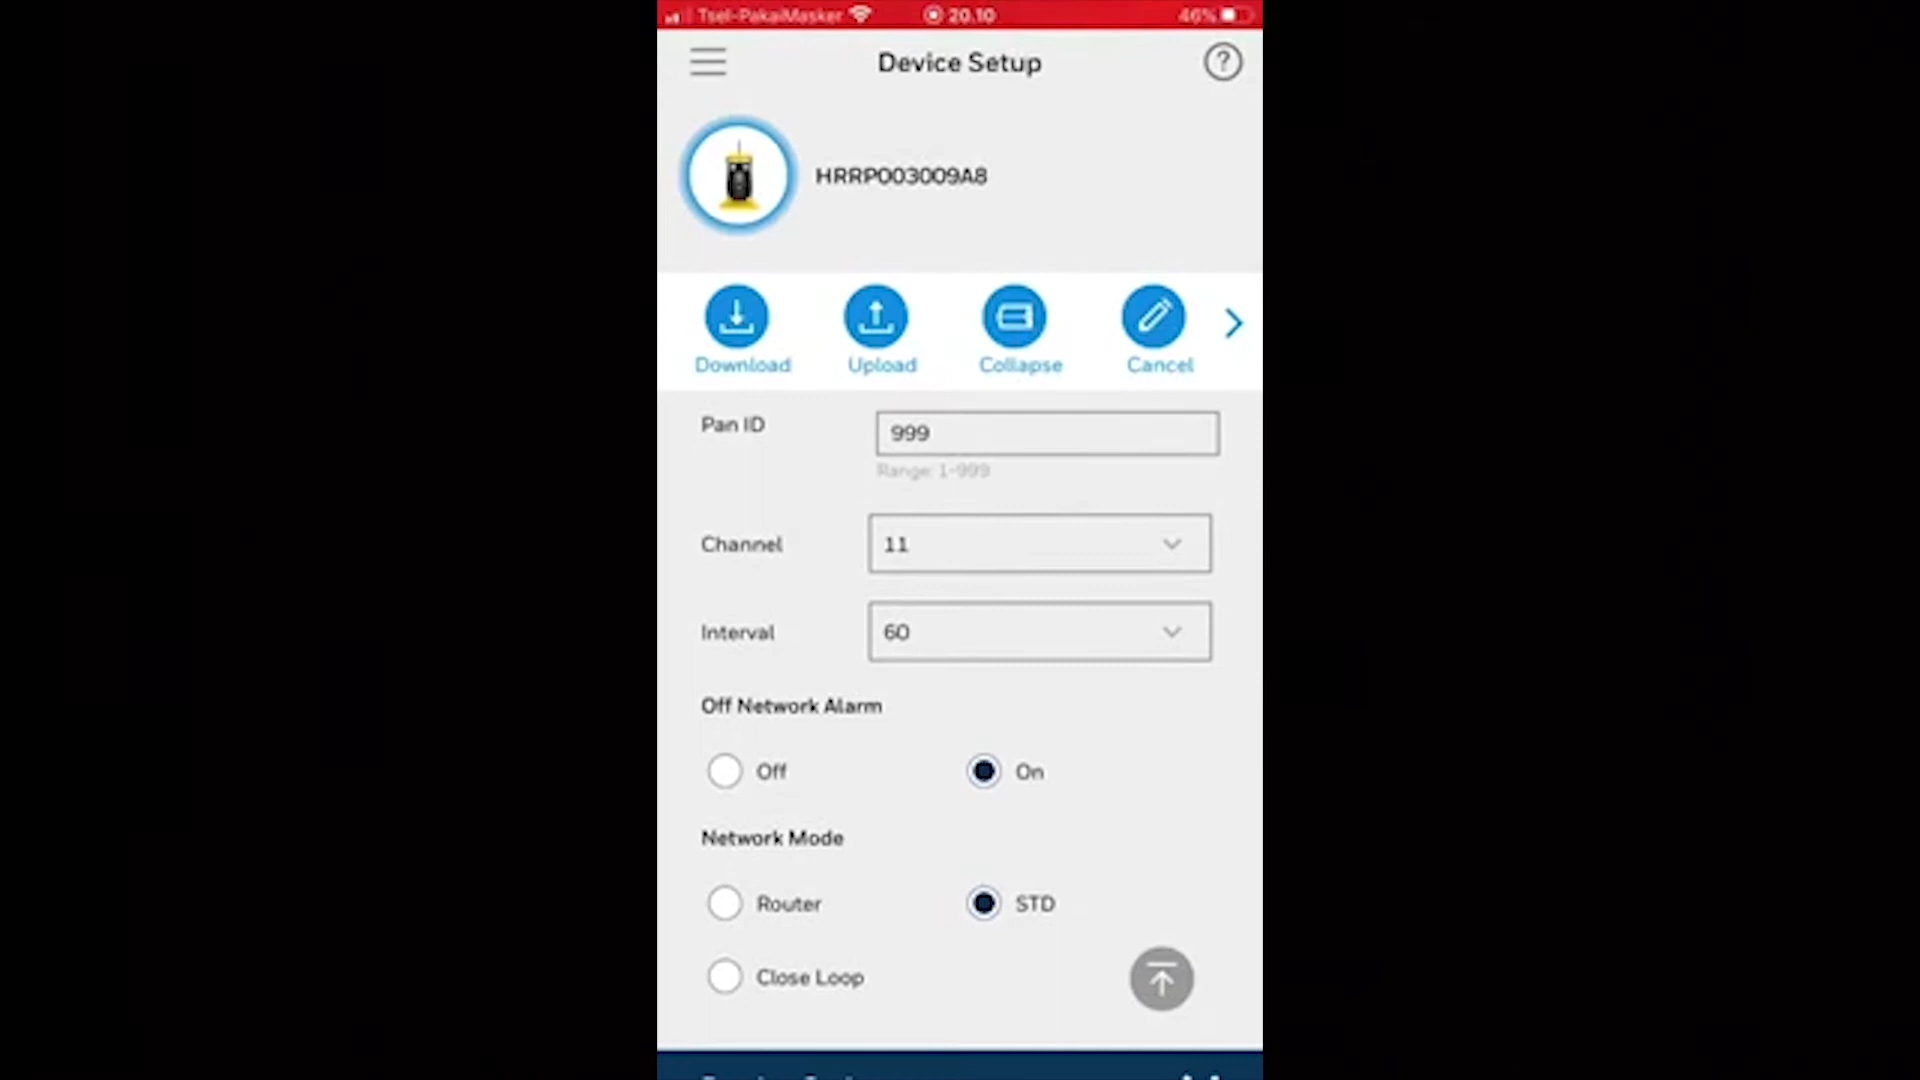 Tsel-PakaiMasker 20.10 46%
Device Setup
HRRP003009A8
Download Upload Collapse Cancel
Pan ID 999
Range: 1-999
Channel 11
Interval 60
Off Network Alarm
Off On
Network Mode
Router STD
Close Loop